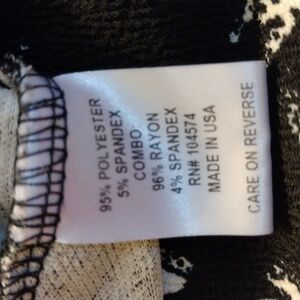 95% POLYESTER
5% SPANDEX
COMBO:
96% RAYON
4% SPANDEX
RN# 104574
MADE IN USA
CARE ON REVERSE